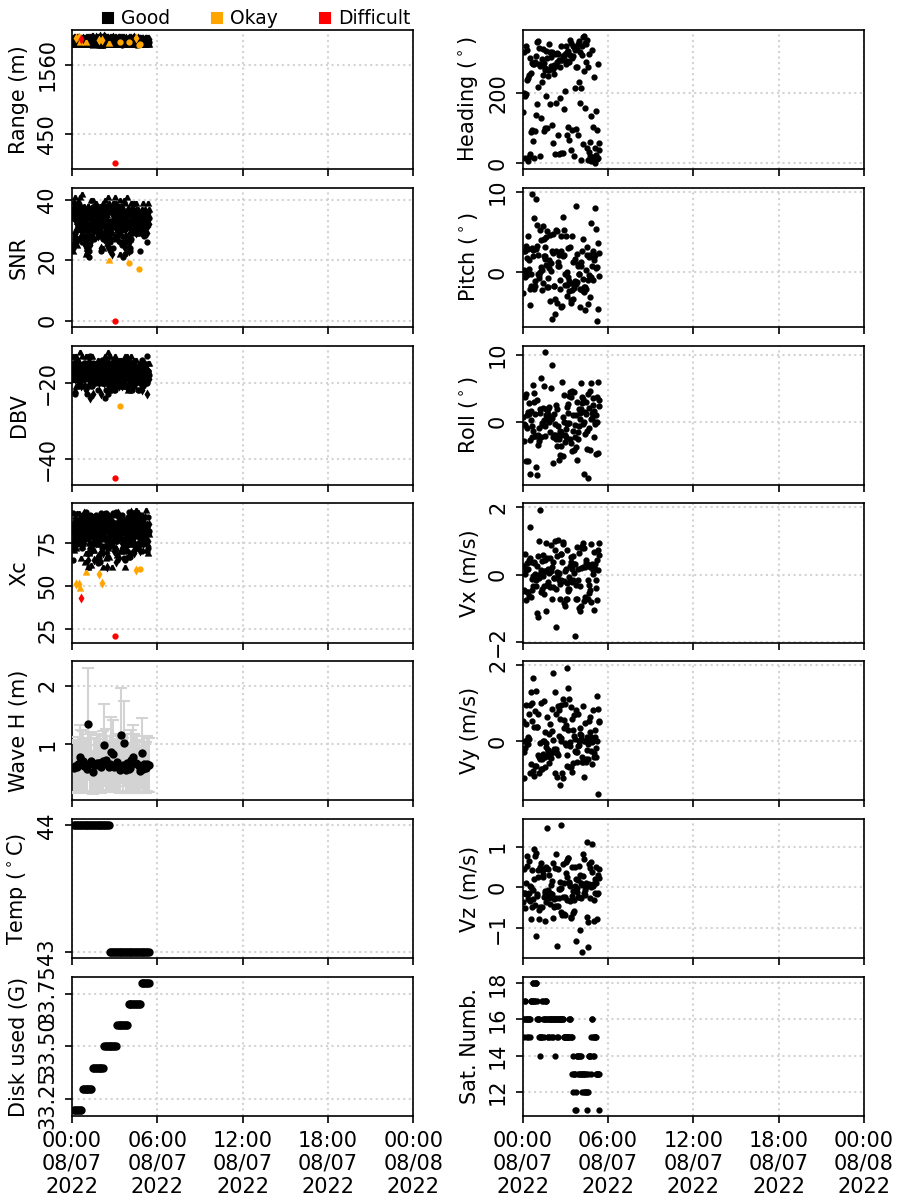 Good Okay Difficult
Range (m)
1560
450
Heading (°)
200
0
SNR
40
20
0
Pitch (°)
10
0
DBV
−20
−40
Roll (°)
10
0
Xc
75
50
25
Vx (m/s)
2
0
−2
Wave H (m)
2
1
Vy (m/s)
2
0
Temp (°C)
44
43
Vz (m/s)
1
0
−1
Disk used (G)
33.75
33.50
33.25
Sat. Numb.
18
16
14
12
00:00 06:00 12:00 18:00 00:00
08/07 08/07 08/07 08/07 08/08
2022 2022 2022 2022 2022
00:00 06:00 12:00 18:00 00:00
08/07 08/07 08/07 08/07 08/08
2022 2022 2022 2022 2022